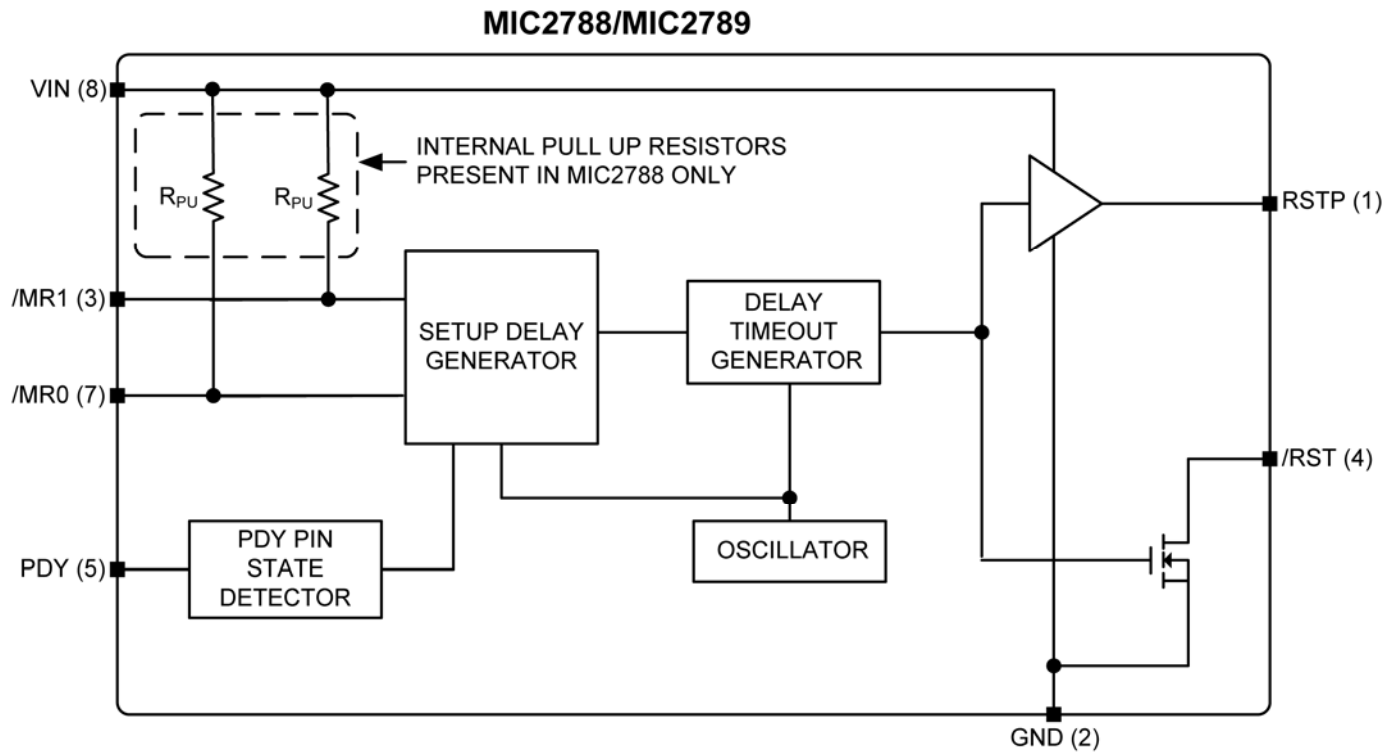 MIC2788/MIC2789
VIN (8)
INTERNAL PULL UP RESISTORS
PRESENT IN MIC2788 ONLY
RPU
RPU
RSTP (1)
/MR1 (3)
SETUP DELAY
GENERATOR
DELAY
TIMEOUT
GENERATOR
/MR0 (7)
/RST (4)
PDY (5)
PDY PIN
STATE
DETECTOR
OSCILLATOR
GND (2)